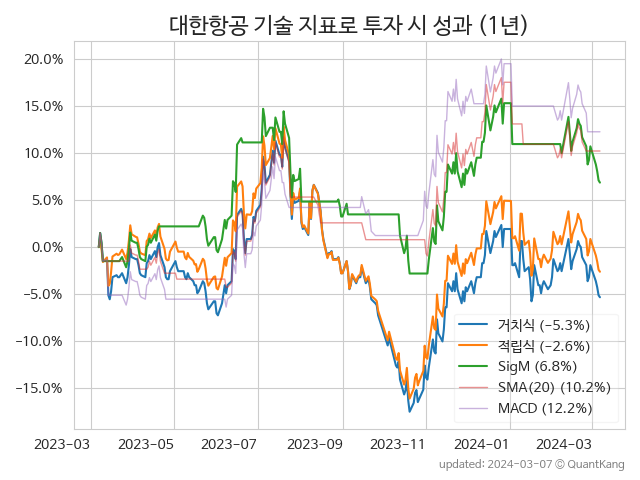 대한항공 기술 지표로 투자 시 성과 (1년)
20.0%
15.0%
10.0%
5.0%
0.0%
−5.0%
−10.0%
−15.0%
거치식 (−5.3%)
적립식 (−2.6%)
SigM (6.8%)
SMA(20) (10.2%)
MACD (12.2%)
2023-03 2023-05 2023-07 2023-09 2023-11 2024-01 2024-03
updated: 2024-03-07 © QuantKang